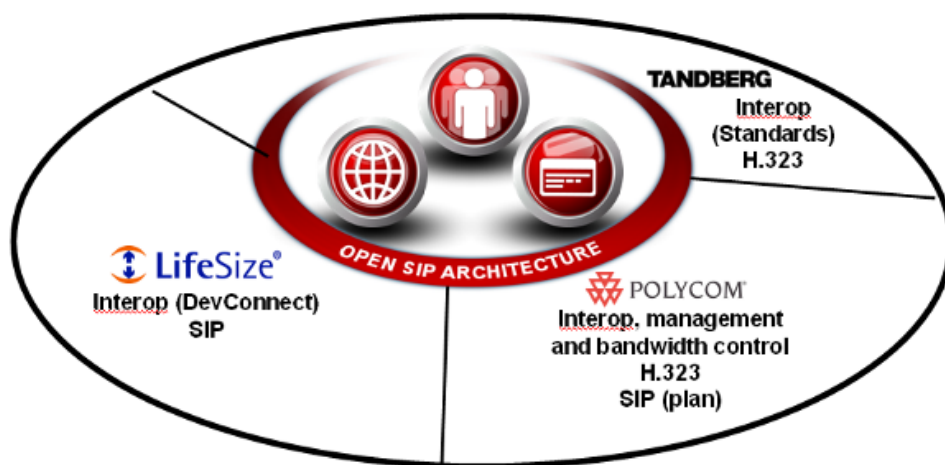 TANDBERG
Interop
(Standards)
H.323
OPEN SIP ARCHITECTURE
LifeSize®
Interop (DevConnect)
SIP
POLYCOM®
Interop, management
and bandwidth control
H.323
SIP (plan)